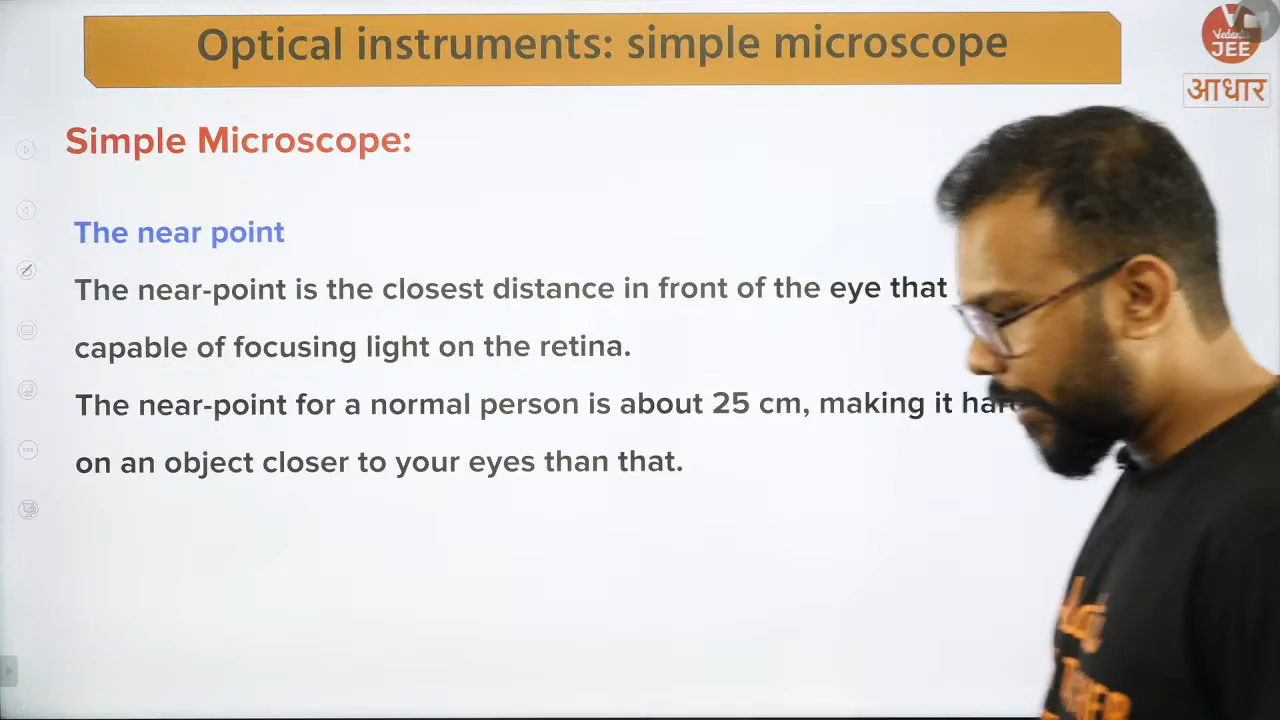 Optical instruments: simple microscope
V
Vedantu
JEE
आधार
Simple Microscope:
The near point
The near-point is the closest distance in front of the eye that
capable of focusing light on the retina.
The near-point for a normal person is about 25 cm, making it
on an object closer to your eyes than that.